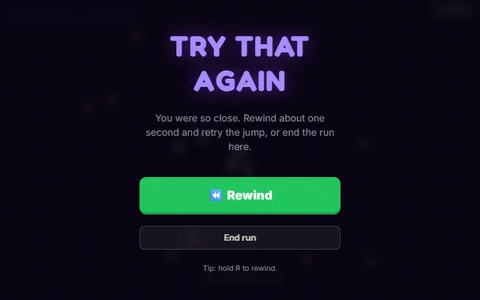 TRY THAT
AGAIN
You were so close. Rewind about one
second and retry the jump, or end the run
here.
⏪ Rewind
End run
Tip: hold R to rewind.